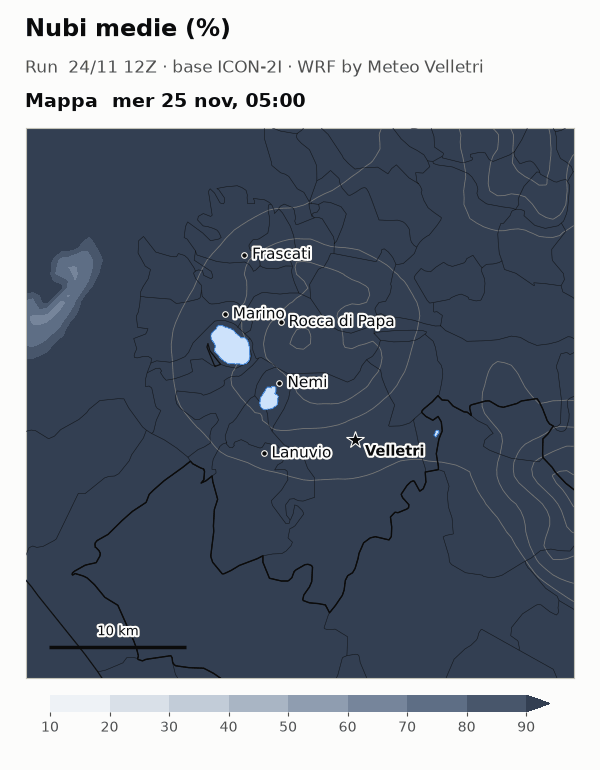 Nubi medie (%)
Run  24/11 12Z · base ICON-2I · WRF by Meteo Velletri
Mappa  mer 25 nov, 05:00
Frascati
Marino
Rocca di Papa
Nemi
Velletri
Lanuvio
10 km
10 20 30 40 50 60 70 80 90